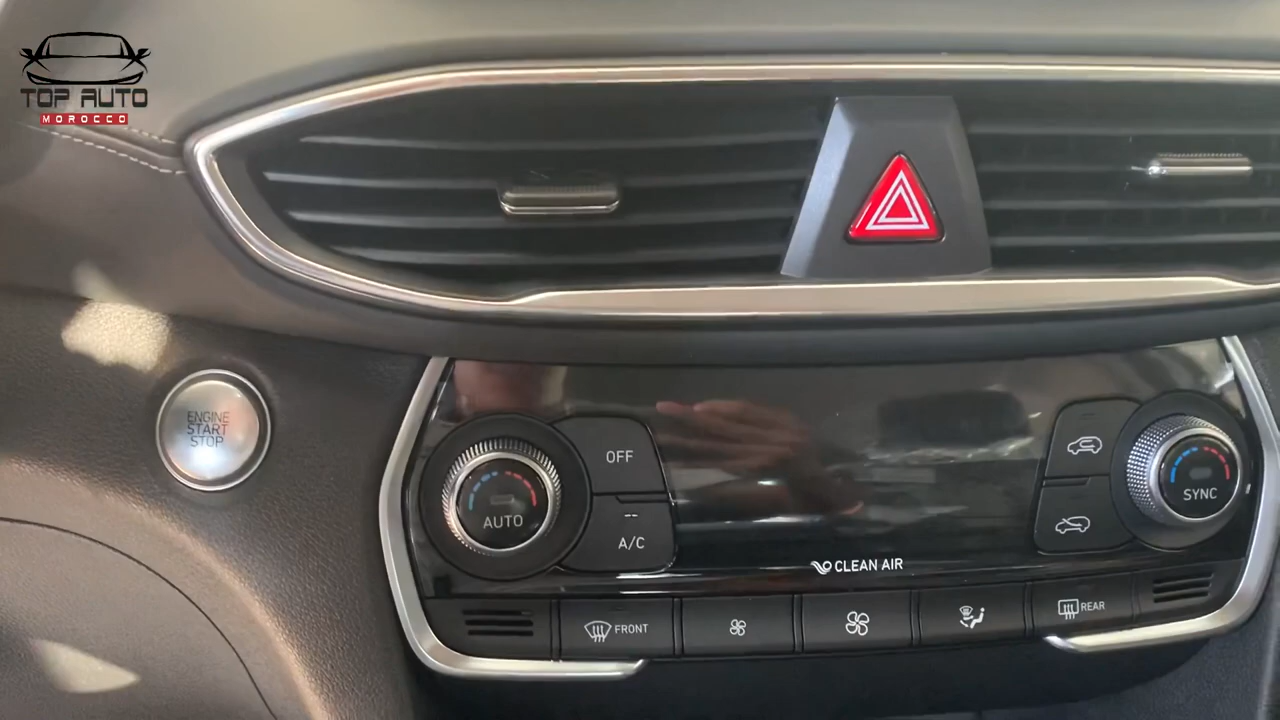 TOP AUTO
MOROCCO
ENGINE
START
STOP
OFF
AUTO
A/C
SYNC
CLEAN AIR
FRONT
REAR